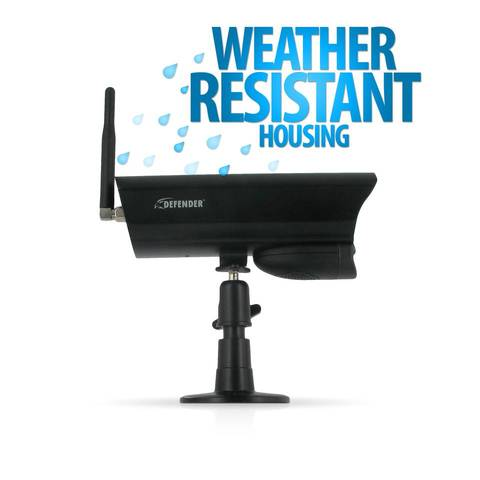 WEATHER
RESISTANT
HOUSING
DEFENDER